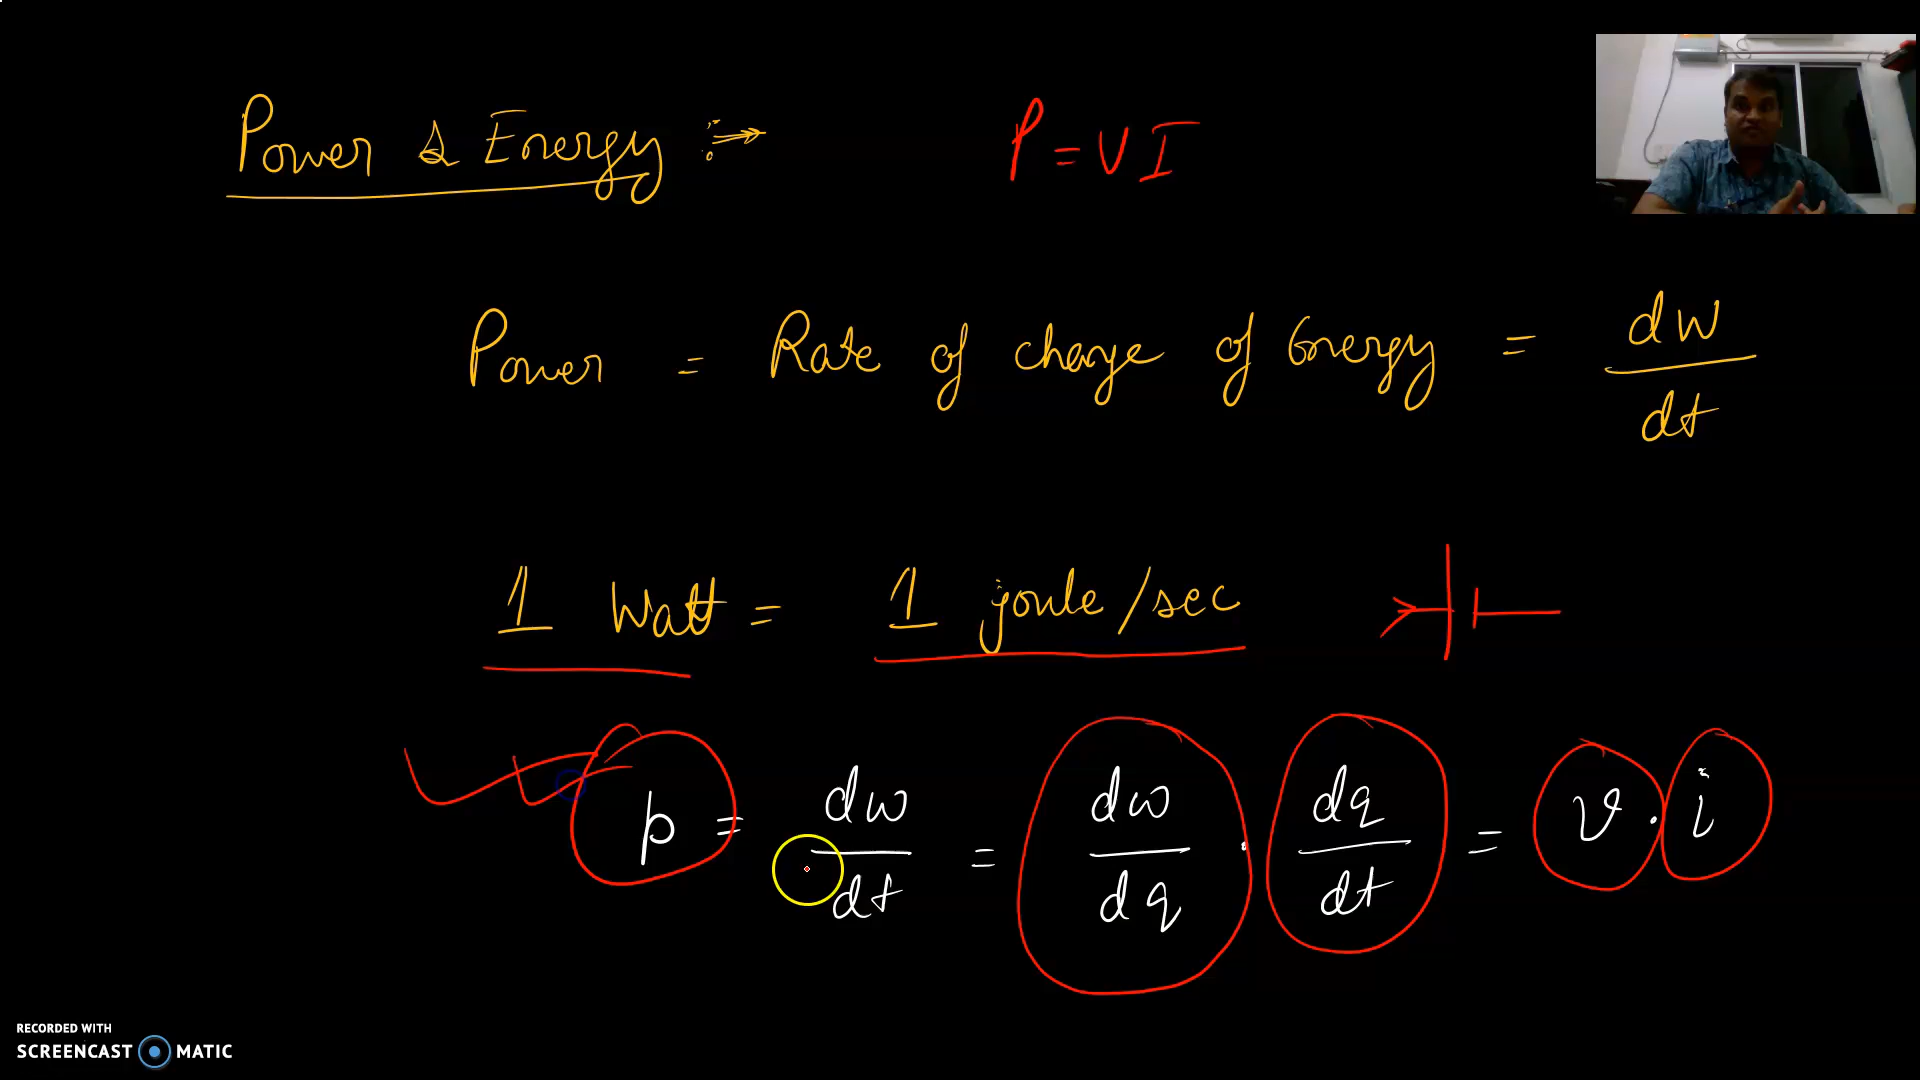 Power & Energy :→
P = V I
Power = Rate of change of Energy = dw/dt
1 Watt = 1 joule/sec
p = dw/dt = dw/dq · dq/dt = v · i
RECORDED WITH
SCREENCAST MATIC